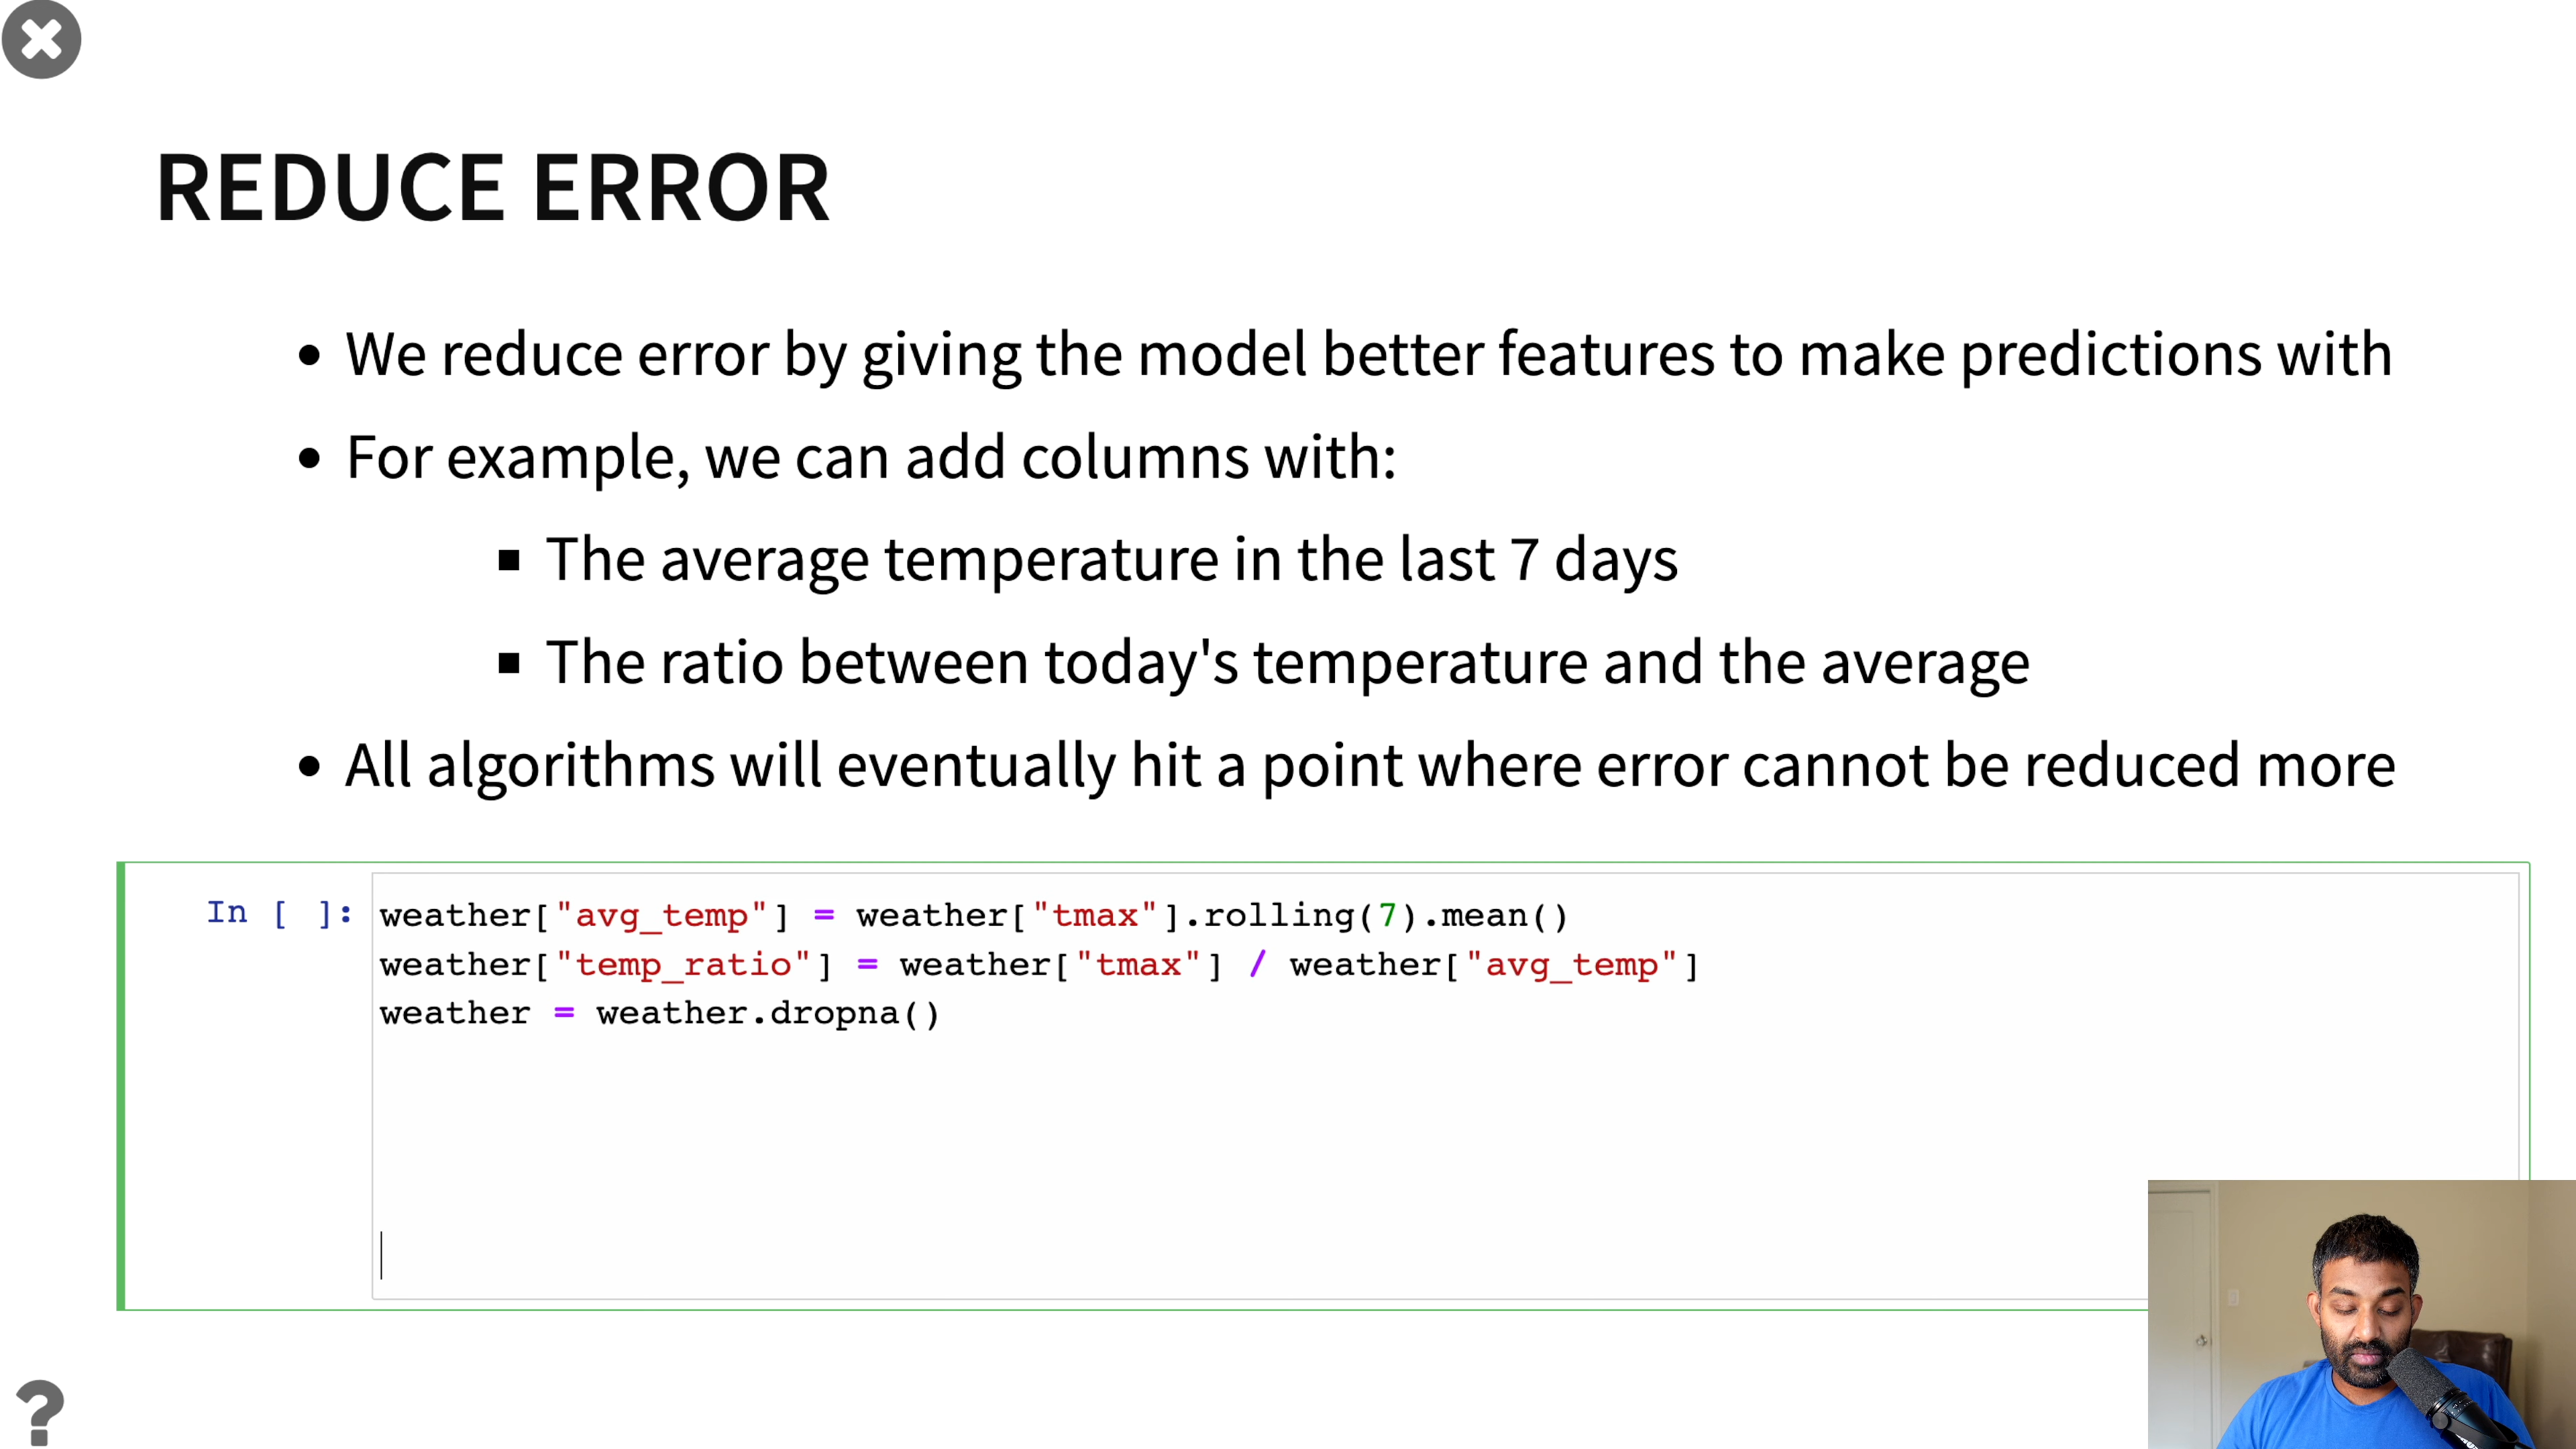 REDUCE ERROR
• We reduce error by giving the model better features to make predictions with
• For example, we can add columns with:
▪ The average temperature in the last 7 days
▪ The ratio between today's temperature and the average
• All algorithms will eventually hit a point where error cannot be reduced more
In [ ]: weather["avg_temp"] = weather["tmax"].rolling(7).mean()
weather["temp_ratio"] = weather["tmax"] / weather["avg_temp"]
weather = weather.dropna()
?